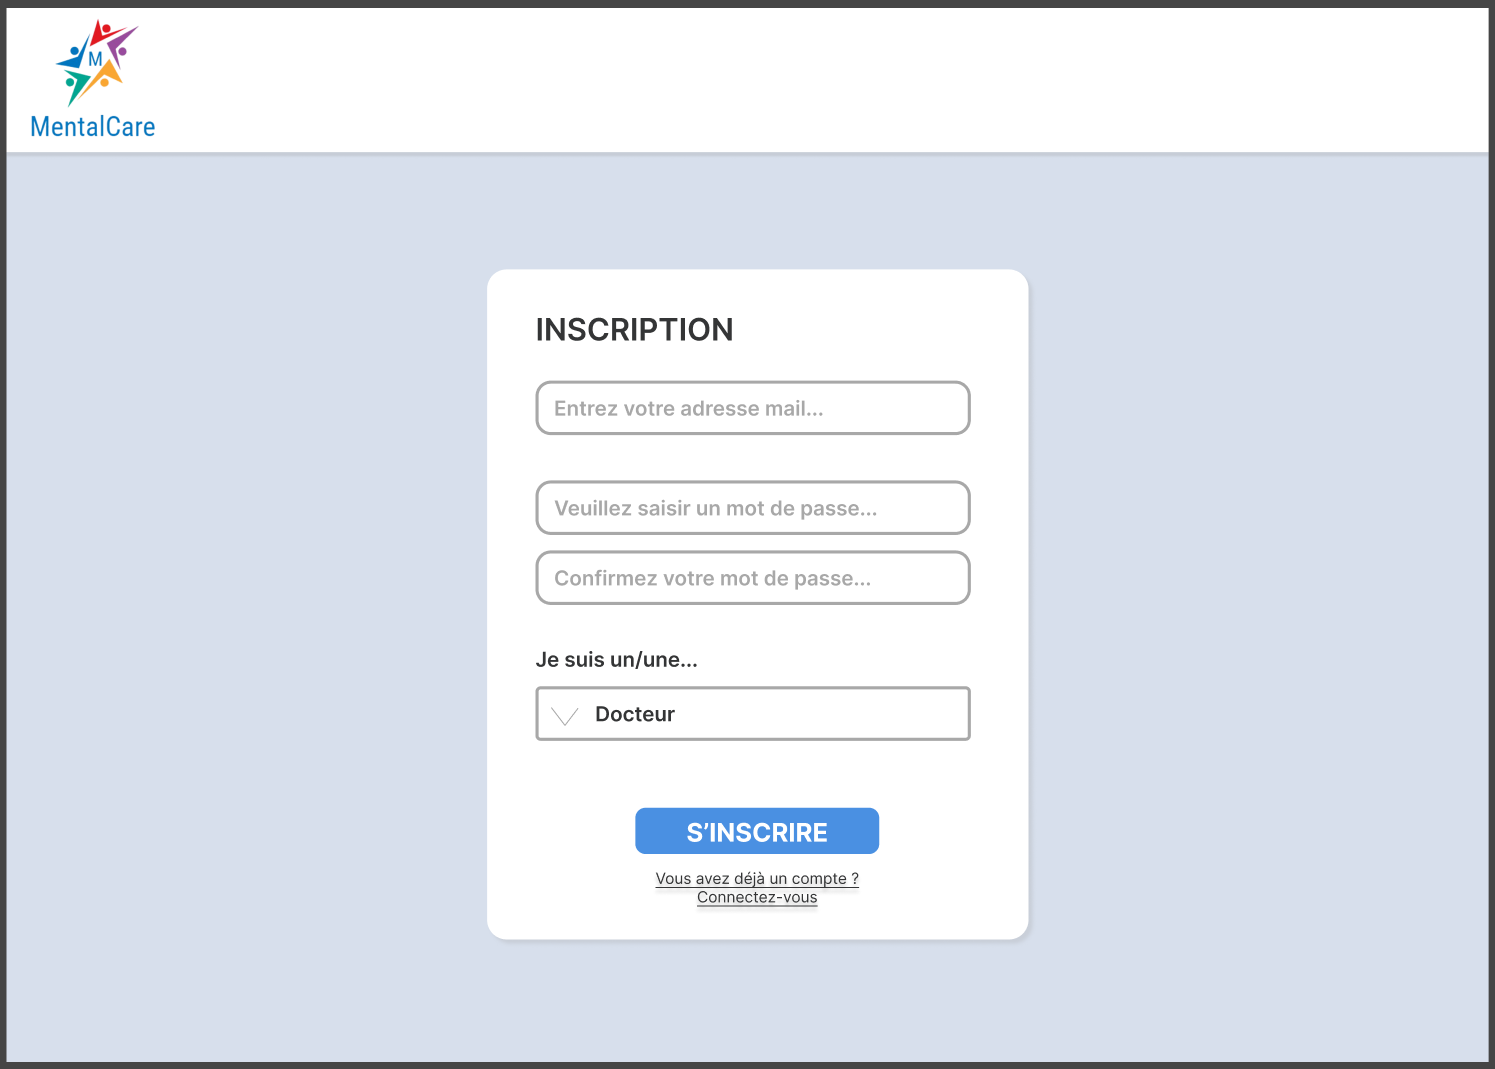 M
MentalCare
INSCRIPTION
Entrez votre adresse mail...
Veuillez saisir un mot de passe...
Confirmez votre mot de passe...
Je suis un/une...
Docteur
S’INSCRIRE
Vous avez déjà un compte ?
Connectez-vous